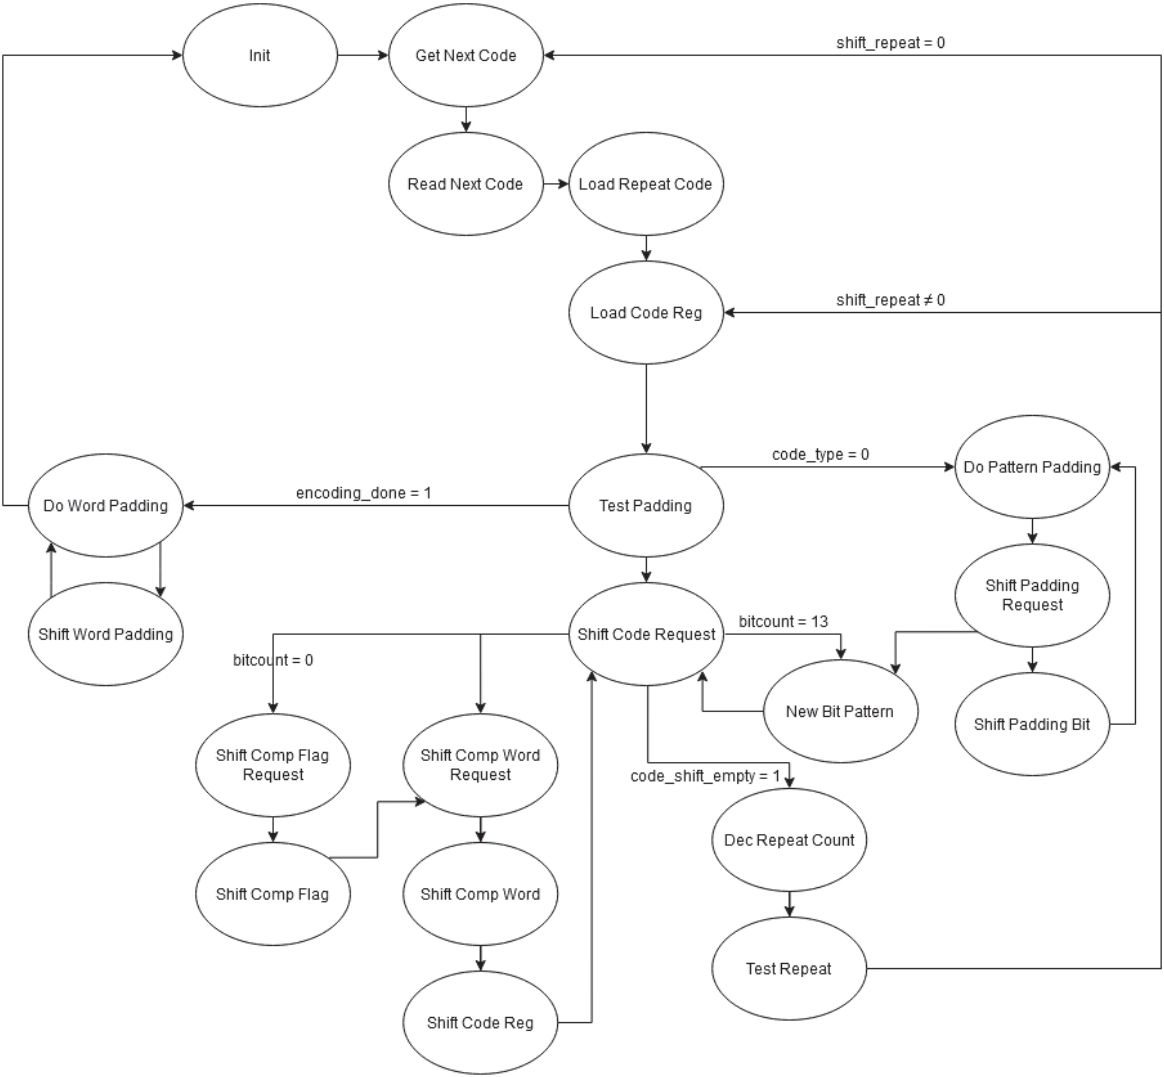 Init
Get Next Code
shift_repeat = 0
Read Next Code
Load Repeat Code
Load Code Reg
shift_repeat ≠ 0
code_type = 0
Do Pattern Padding
encoding_done = 1
Do Word Padding
Test Padding
Shift Padding
Request
Shift Word Padding
Shift Code Request
bitcount = 13
bitcount = 0
New Bit Pattern
Shift Padding Bit
Shift Comp Flag
Request
Shift Comp Word
Request
code_shift_empty = 1
Dec Repeat Count
Shift Comp Flag
Shift Comp Word
Test Repeat
Shift Code Reg